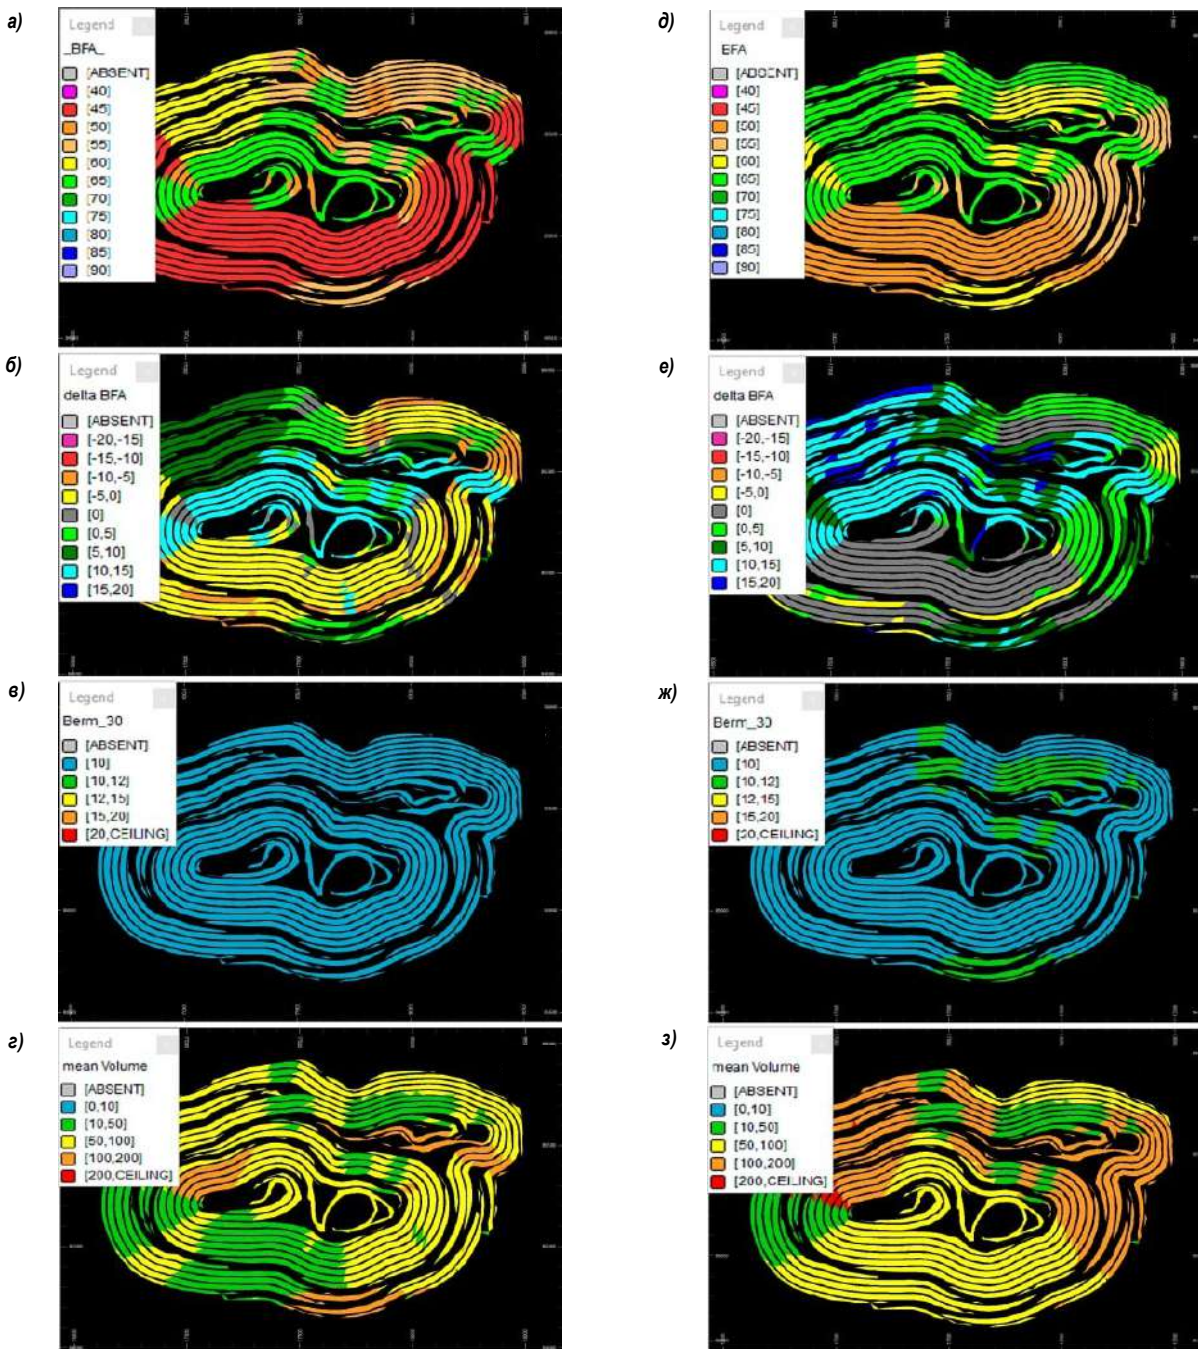 а)
Legend
_BFA_
[ABSENT]
[40]
[45]
[50]
[55]
[60]
[65]
[70]
[75]
[80]
[85]
[90]
д)
Legend
BFA
[ABSENT]
[40]
[45]
[50]
[55]
[60]
[65]
[70]
[75]
[80]
[85]
[90]
б)
Legend
delta BFA
[ABSENT]
[-20,-15]
[-15,-10]
[-10,-5]
[-5,0]
[0]
[0,5]
[5,10]
[10,15]
[15,20]
е)
Legend
delta BFA
[ABSENT]
[-20,-15]
[-15,-10]
[-10,-5]
[-5,0]
[0]
[0,5]
[5,10]
[10,15]
[15,20]
в)
Legend
Berm_30
[ABSENT]
[10]
[10,12]
[12,15]
[15,20]
[20,CEILING]
ж)
Legend
Berm_30
[ABSENT]
[10]
[10,12]
[12,15]
[15,20]
[20,CEILING]
г)
Legend
mean Volume
[ABSENT]
[0,10]
[10,50]
[50,100]
[100,200]
[200,CEILING]
з)
Legend
mean Volume
[ABSENT]
[0,10]
[10,50]
[50,100]
[100,200]
[200,CEILING]